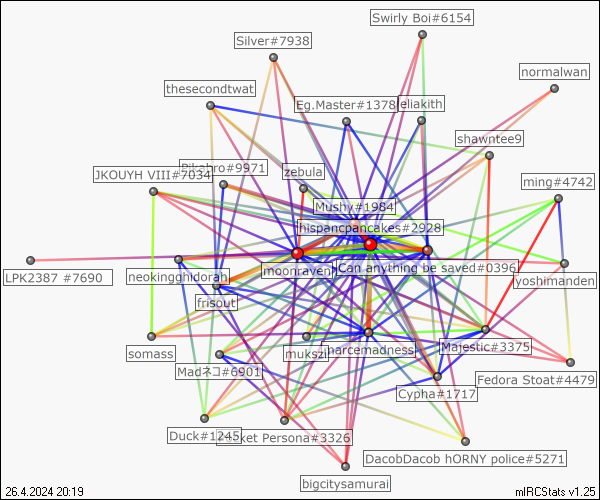 Swirly Boi#6154
Silver#7938
normalwan
thesecondtwat
Eg.Master#1378
eliakith
shawntee9
Pikahro#9971
JKOUYH VIII#7034
zebula
ming#4742
Mushy#1984
hispancpancakes#2928
LPK2387 #7690
neokingghidorah
moonraven
Can anything be saved#0396
yoshimanden
frisout
somass
mukszi
harcemadness
Majestic#3375
Madネコ#6901
Cypha#1717
Fedora Stoat#4479
Duck#1245
Persona#3326
DacobDacob hORNY police#5271
bigcitysamurai
26.4.2024 20:19
mIRCStats v1.25